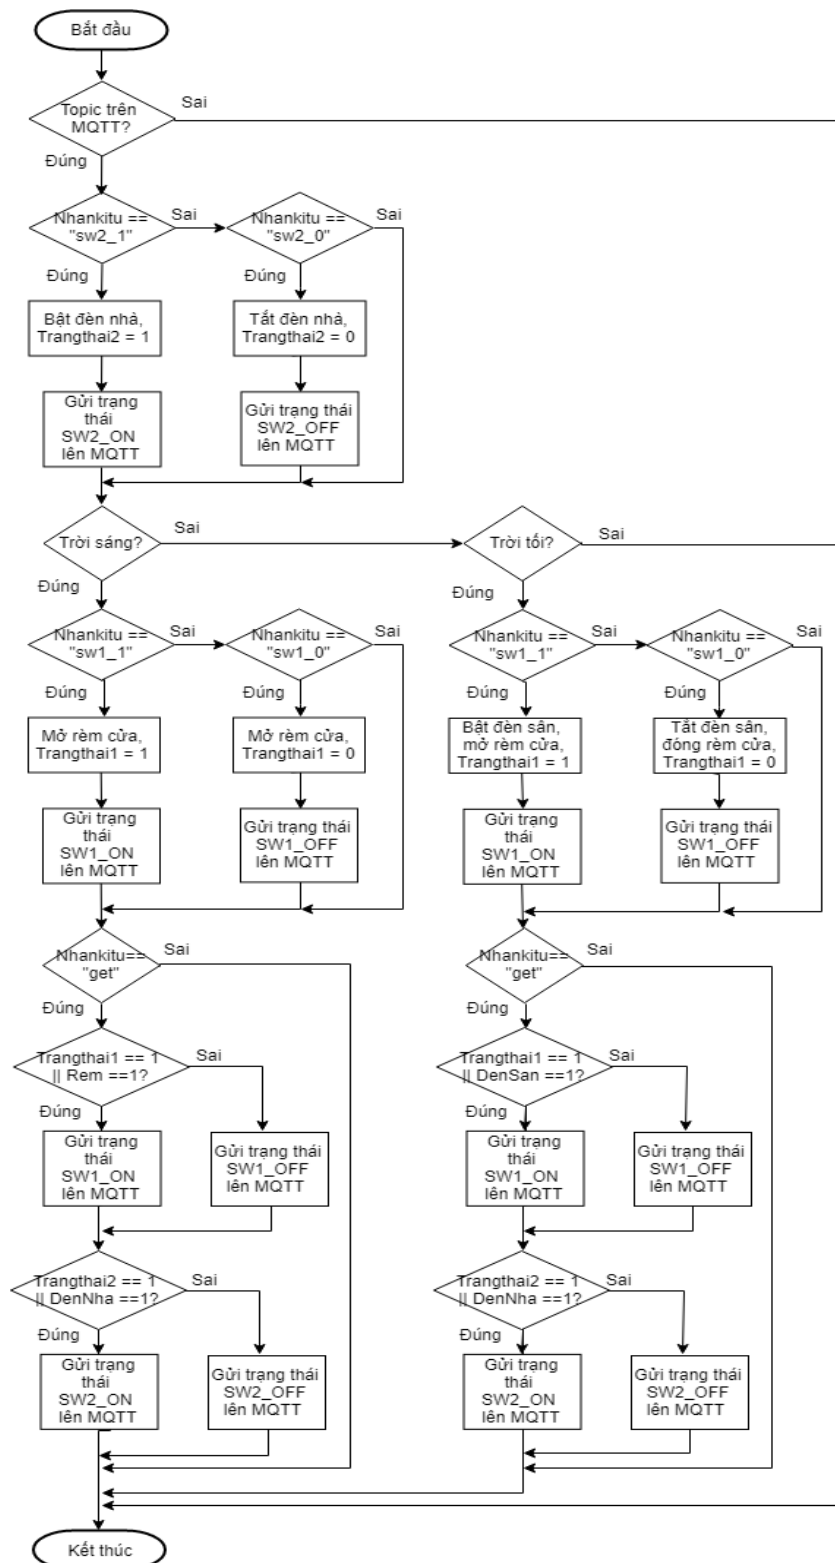 Bắt đầu
Topic trên
MQTT?
Sai
Đúng
Nhankitu ==
"sw2_1"
Sai
Nhankitu ==
"sw2_0"
Sai
Đúng
Đúng
Bật đèn nhà,
Trangthai2 = 1
Tắt đèn nhà,
Trangthai2 = 0
Gửi trạng
thái
SW2_ON
lên MQTT
Gửi trạng thái
SW2_OFF
lên MQTT
Trời sáng?
Sai
Trời tối?
Sai
Đúng
Đúng
Nhankitu ==
"sw1_1"
Sai
Nhankitu ==
"sw1_0"
Sai
Nhankitu ==
"sw1_1"
Sai
Nhankitu ==
"sw1_0"
Sai
Đúng
Đúng
Đúng
Đúng
Mở rèm cửa,
Trangthai1 = 1
Mở rèm cửa,
Trangthai1 = 0
Bật đèn sân,
mở rèm cửa,
Trangthai1 = 1
Tắt đèn sân,
đóng rèm cửa,
Trangthai1 = 0
Gửi trạng
thái
SW1_ON
lên MQTT
Gửi trạng thái
SW1_OFF
lên MQTT
Gửi trạng
thái
SW1_ON
lên MQTT
Gửi trạng thái
SW1_OFF
lên MQTT
Nhankitu==
"get"
Sai
Nhankitu==
"get"
Sai
Đúng
Đúng
Trangthai1 == 1
|| Rem ==1?
Sai
Trangthai1 == 1
|| DenSan ==1?
Sai
Đúng
Đúng
Gửi trạng
thái
SW1_ON
lên MQTT
Gửi trạng thái
SW1_OFF
lên MQTT
Gửi trạng
thái
SW1_ON
lên MQTT
Gửi trạng thái
SW1_OFF
lên MQTT
Trangthai2 == 1
|| DenNha ==1?
Sai
Trangthai2 == 1
|| DenNha ==1?
Sai
Đúng
Đúng
Gửi trạng
thái
SW2_ON
lên MQTT
Gửi trạng thái
SW2_OFF
lên MQTT
Gửi trạng
thái
SW2_ON
lên MQTT
Gửi trạng thái
SW2_OFF
lên MQTT
Kết thúc